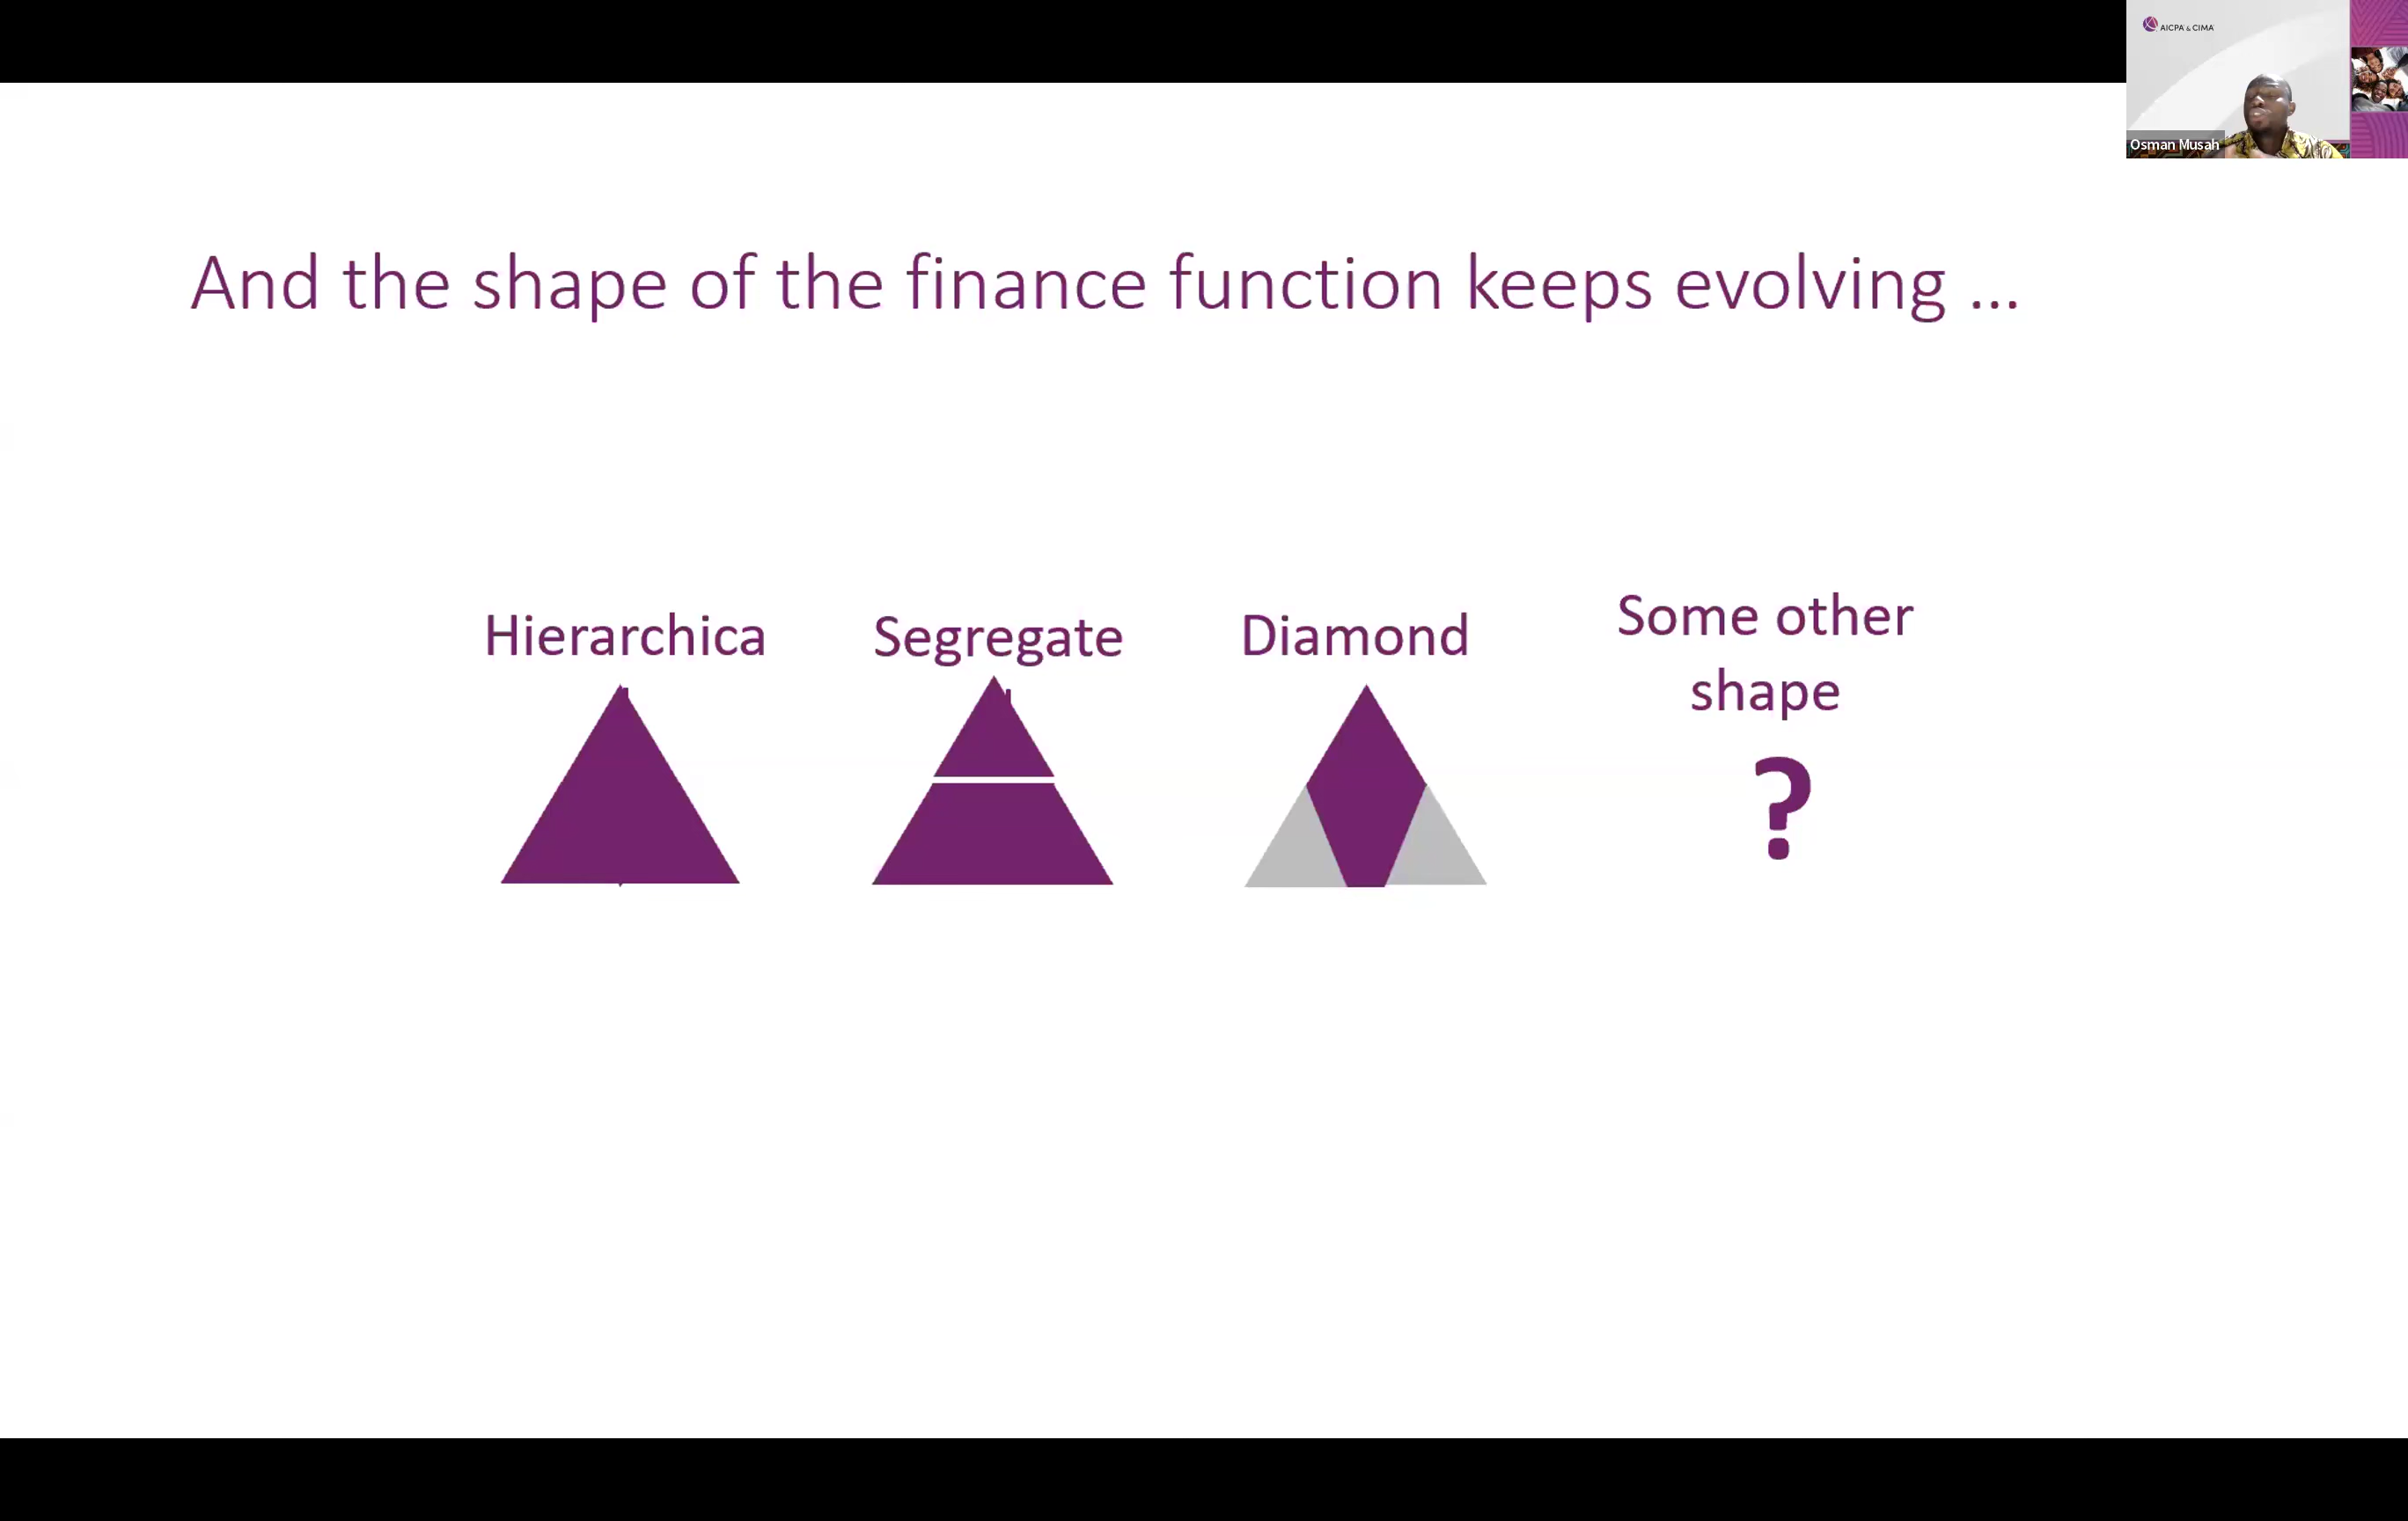 AICPA & CIMA
Osman Musah
And the shape of the finance function keeps evolving ...
Hierarchica
Segregate
Diamond
Some other
shape
?